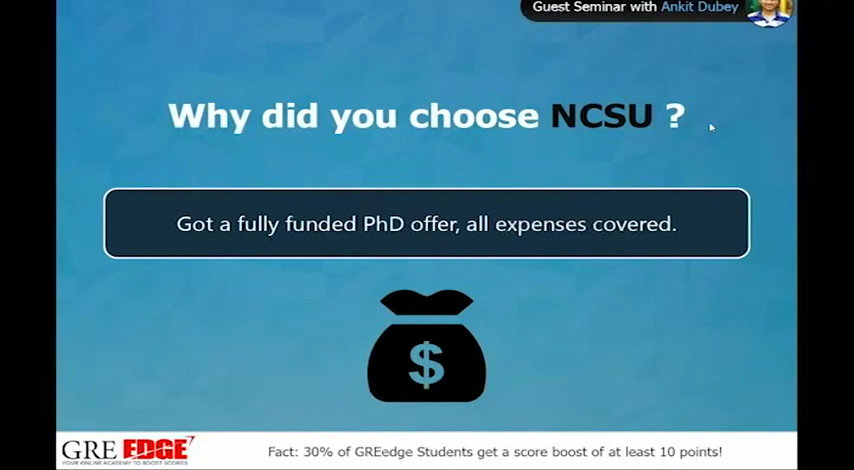 Guest Seminar with Ankit Dubey
Why did you choose NCSU ?
Got a fully funded PhD offer, all expenses covered.
$
GRE EDGE
YOUR ONLINE ACADEMY TO BOOST SCORES
Fact: 30% of GREedge Students get a score boost of at least 10 points!